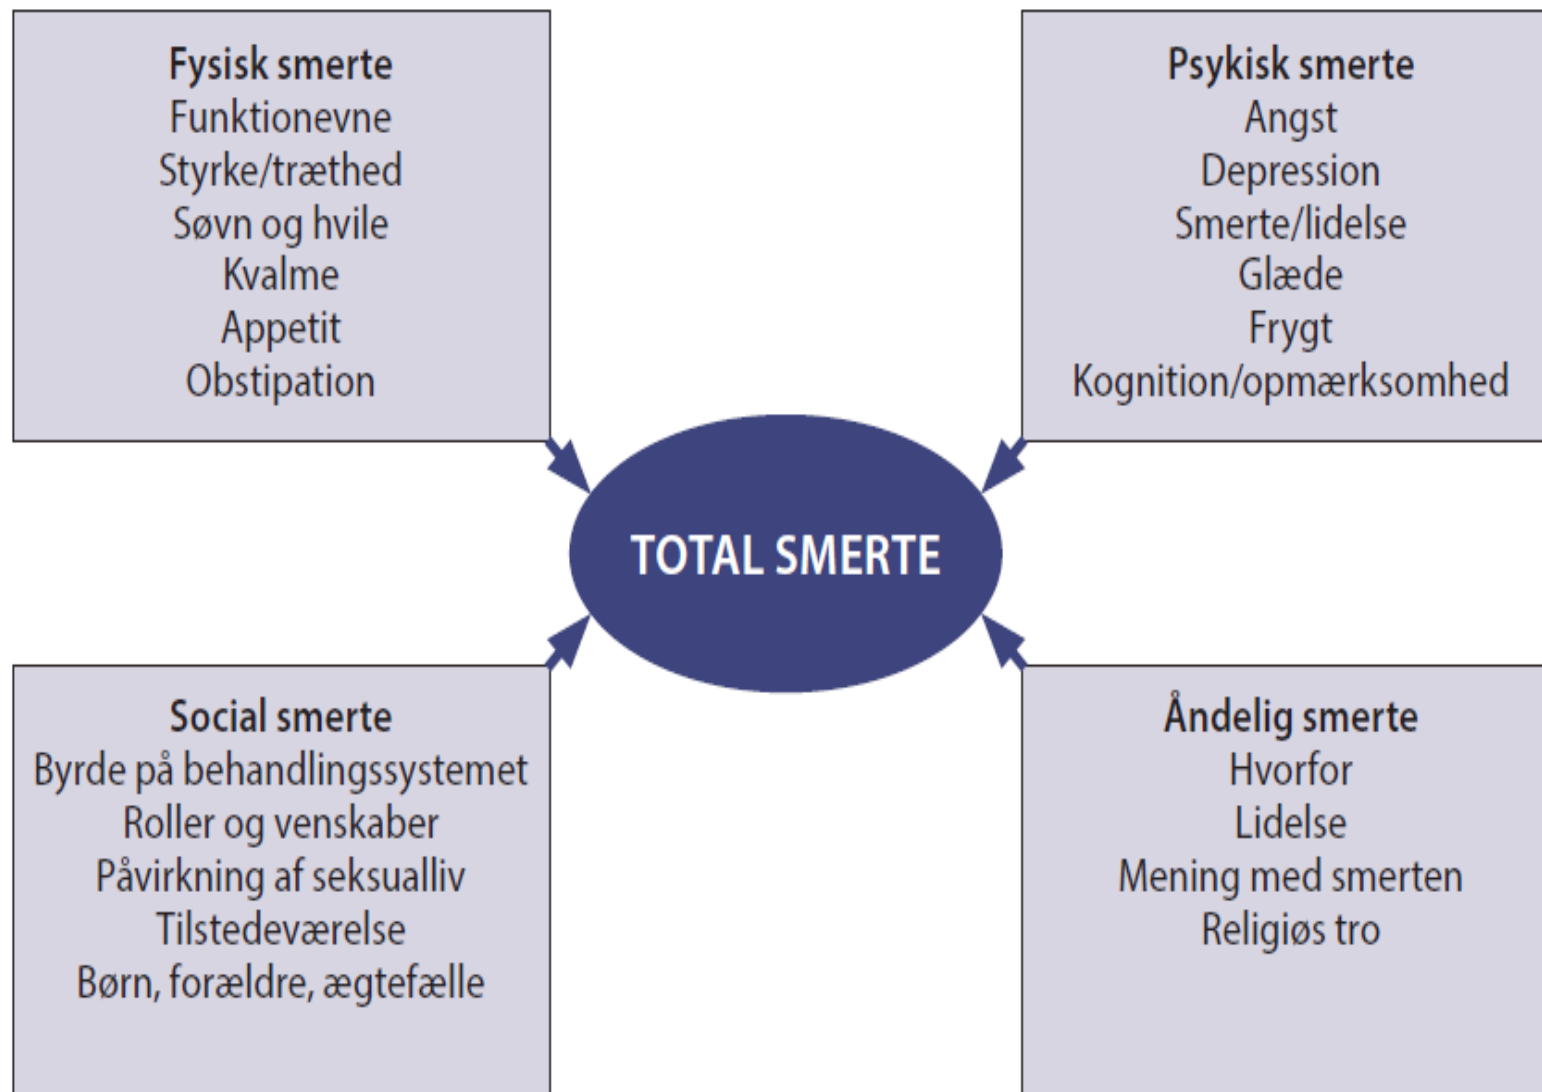 Fysisk smerte
Funktionevne
Styrke/træthed
Søvn og hvile
Kvalme
Appetit
Obstipation
Psykisk smerte
Angst
Depression
Smerte/lidelse
Glæde
Frygt
Kognition/opmærksomhed
TOTAL SMERTE
Social smerte
Byrde på behandlingssystemet
Roller og venskaber
Påvirkning af seksualliv
Tilstedeværelse
Børn, forældre, ægtefælle
Åndelig smerte
Hvorfor
Lidelse
Mening med smerten
Religiøs tro